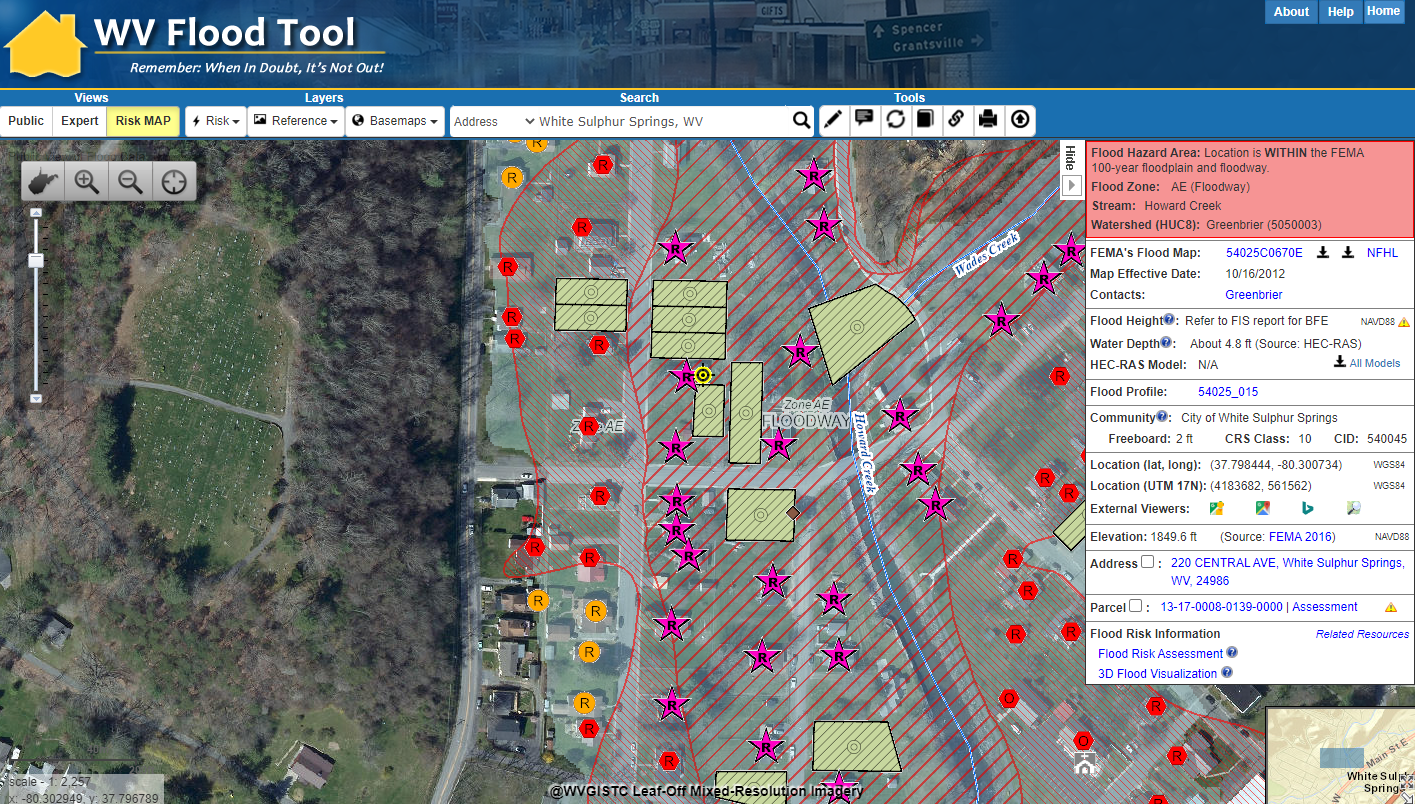 WV Flood Tool
Remember: When In Doubt, It's Not Out!
GIFTS
Spencer
Grantsville
About Help Home
Views Layers Search Tools
Public Expert Risk MAP Risk Reference Basemaps Address White Sulphur Springs, WV
Hide
Flood Hazard Area: Location is WITHIN the FEMA
100-year floodplain and floodway.
Flood Zone: AE (Floodway)
Stream: Howard Creek
Watershed (HUC8): Greenbrier (5050003)
FEMA's Flood Map: 54025C0670E NFHL
Map Effective Date: 10/16/2012
Contacts: Greenbrier
Flood Height: Refer to FIS report for BFE NAVD88
Water Depth: About 4.8 ft (Source: HEC-RAS)
HEC-RAS Model: N/A All Models
Flood Profile: 54025_015
Community: City of White Sulphur Springs
Freeboard: 2 ft CRS Class: 10 CID: 540045
Location (lat, long): (37.798444, -80.300734) WGS84
Location (UTM 17N): (4183682, 561562) WGS84
External Viewers:
Elevation: 1849.6 ft (Source: FEMA 2016) NAVD88
Address : 220 CENTRAL AVE, White Sulphur Springs,
WV, 24986
Parcel : 13-17-0008-0139-0000 | Assessment
Flood Risk Information Related Resources
Flood Risk Assessment
3D Flood Visualization
Wades Creek
Zone AE
FLOODWAY
Zone AE
Howard Creek
Main St E
White Sulphur
Springs
scale - 1: 2,257
x: -80.302949, y: 37.796789
@WVGISTC Leaf-Off Mixed-Resolution Imagery